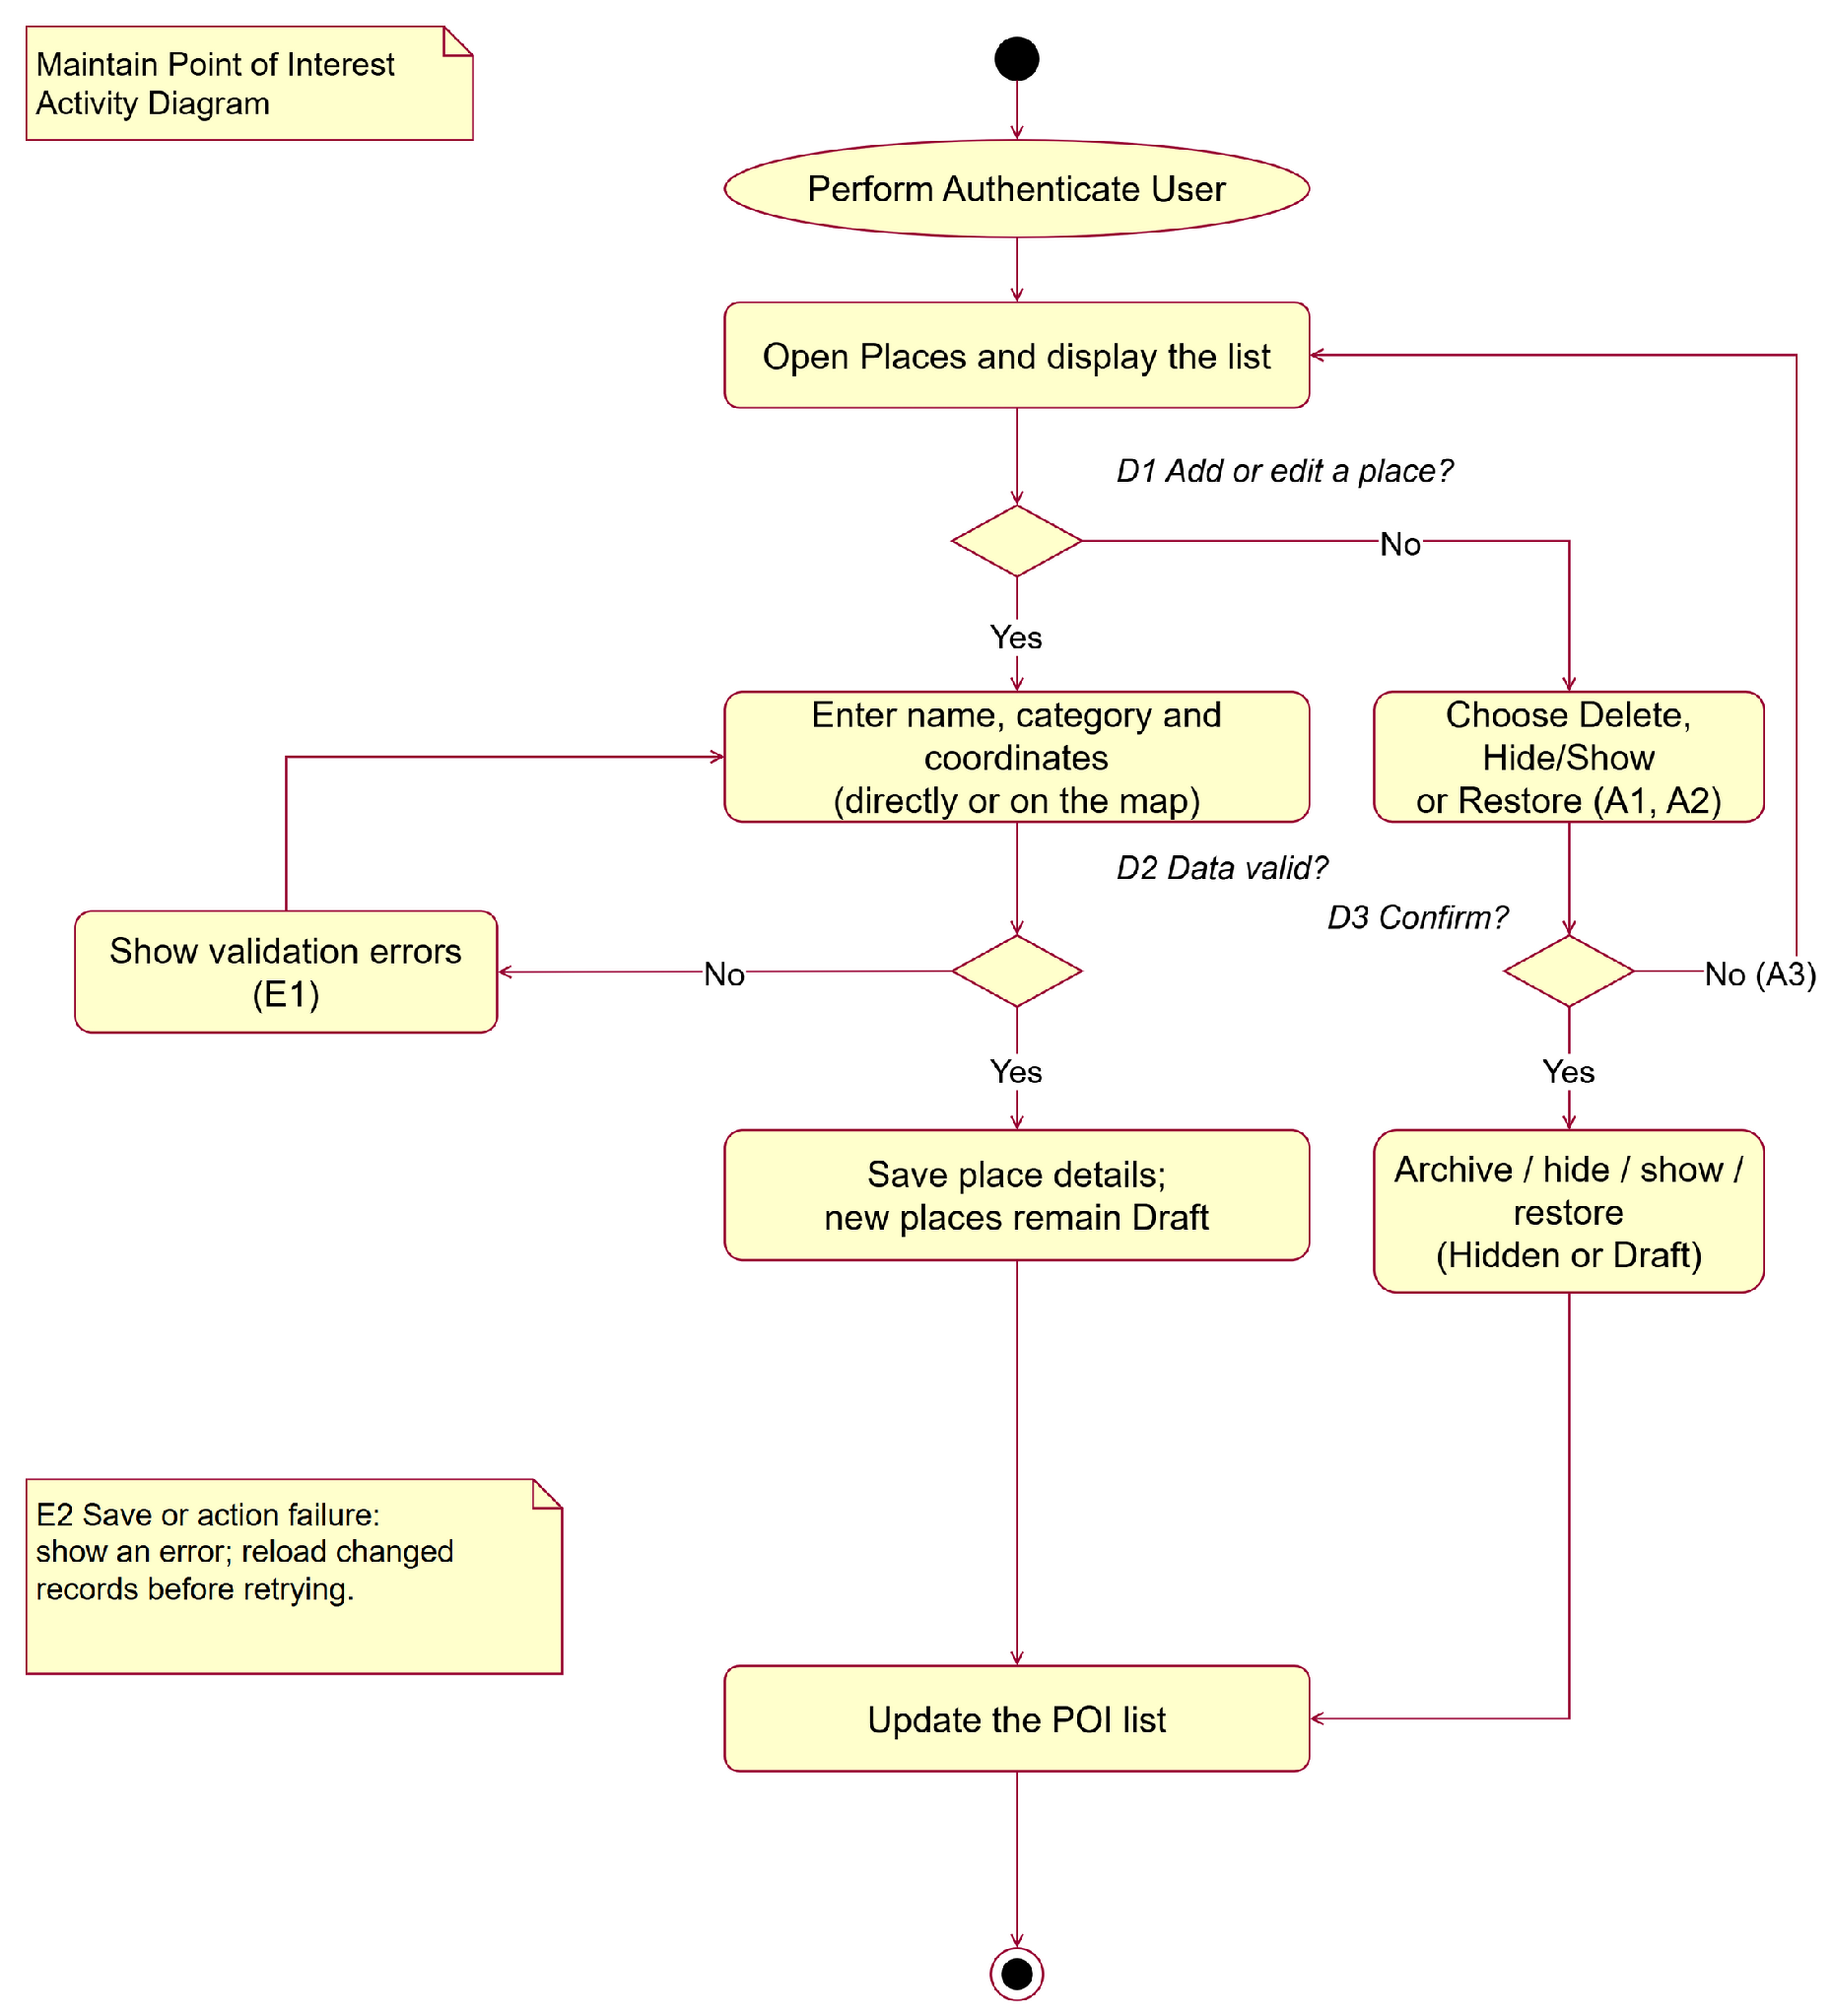 Maintain Point of Interest
Activity Diagram
Perform Authenticate User
Open Places and display the list
D1 Add or edit a place?
No
Yes
Enter name, category and
coordinates
(directly or on the map)
Choose Delete,
Hide/Show
or Restore (A1, A2)
D2 Data valid?
D3 Confirm?
Show validation errors
(E1)
No
No (A3)
Yes
Yes
Save place details;
new places remain Draft
Archive / hide / show /
restore
(Hidden or Draft)
E2 Save or action failure:
show an error; reload changed
records before retrying.
Update the POI list